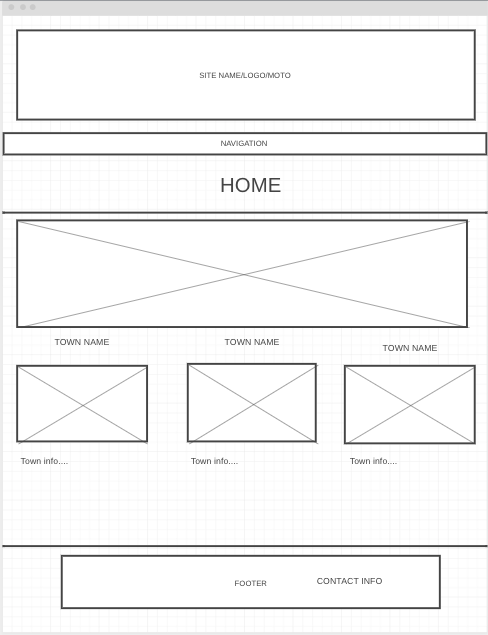 SITE NAME/LOGO/MOTO
NAVIGATION
HOME
TOWN NAME
TOWN NAME
TOWN NAME
Town info....
Town info....
Town info....
FOOTER
CONTACT INFO